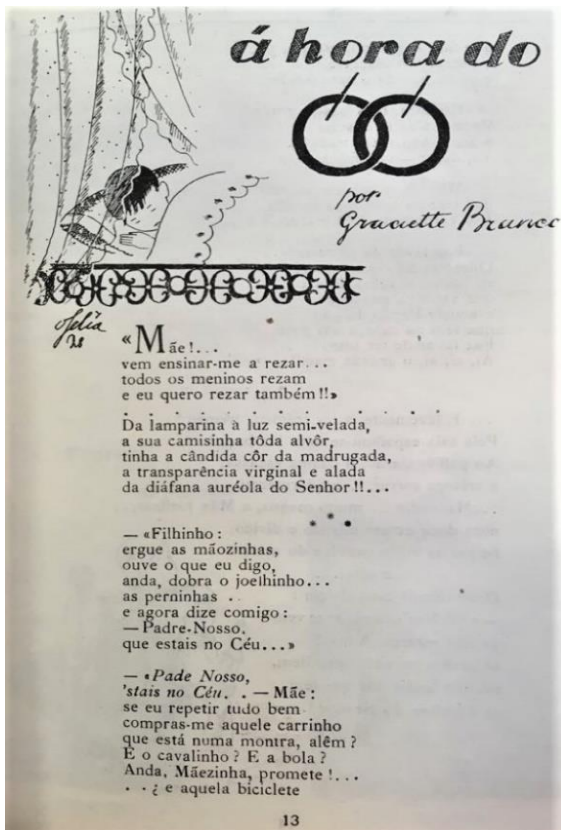 á hora do
por
Graciette Branco
Ofelia
28
«Mãe!...
vem ensinar-me a rezar...
todos os meninos rezam
e eu quero rezar também!!»
Da lamparina à luz semi-velada,
a sua camisinha tôda alvôr,
tinha a cândida côr da madrugada,
a transparência virginal e alada
da diáfana auréola do Senhor!!...
— «Filhinho:
ergue as mãozinhas,
ouve o que eu digo,
anda, dobra o joelhinho...
as perninhas . .
e agora dize comigo:
— Padre-Nosso,
que estais no Céu...»
— «Pade Nosso,
'stais no Céu. . . — Mãe:
se eu repetir tudo bem
compras-me aquele carrinho
que está numa montra, além?
E o cavalinho? E a bola?
Anda, Mãezinha, promete!...
. . ¿ e aquela biciclete
13